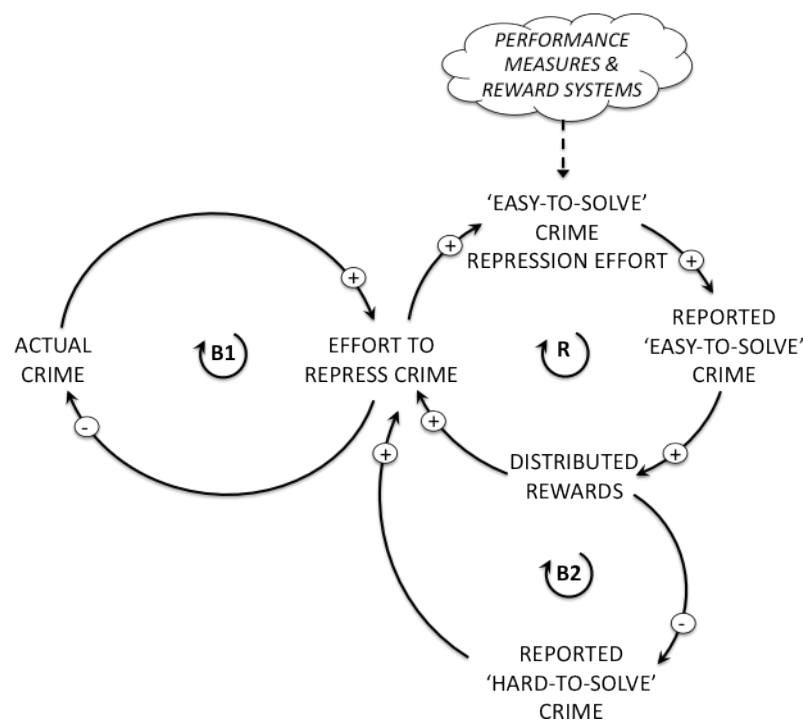 PERFORMANCE
MEASURES &
REWARD SYSTEMS
‘EASY-TO-SOLVE’
CRIME
REPRESSION EFFORT
+
+
+
ACTUAL
CRIME
B1
EFFORT TO
REPRESS CRIME
R
REPORTED
‘EASY-TO-SOLVE’
CRIME
-
+
+
+
DISTRIBUTED
REWARDS
B2
-
REPORTED
‘HARD-TO-SOLVE’
CRIME